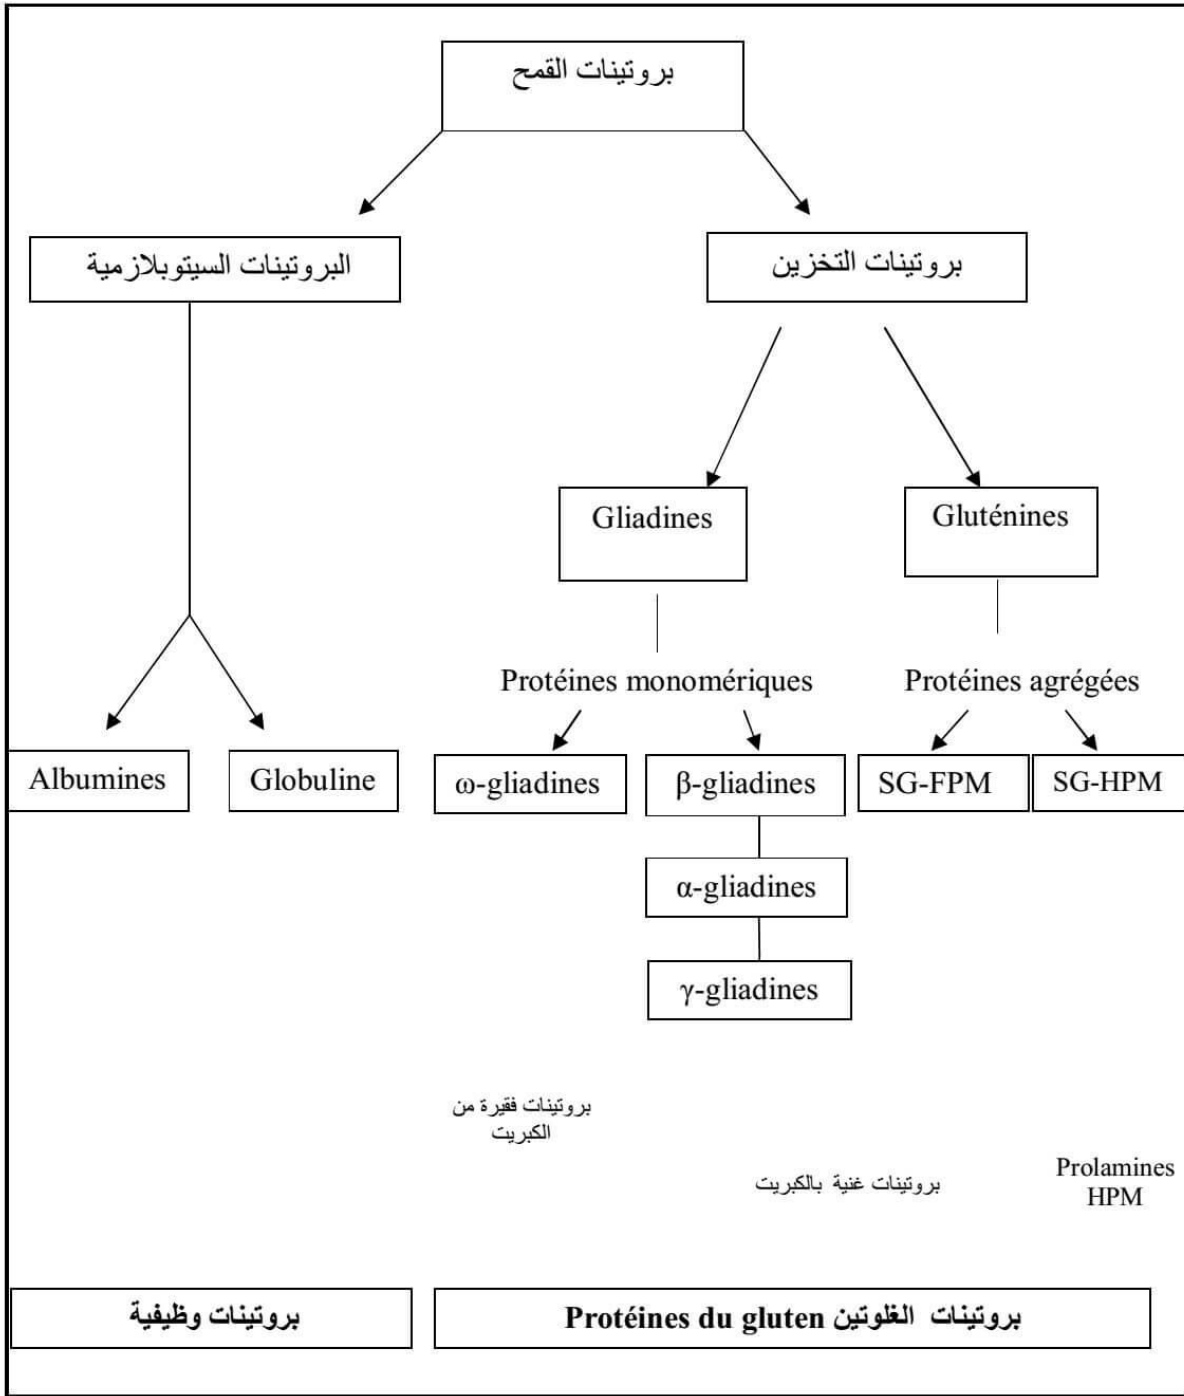 بروتينات القمح
البروتينات السيتوبلازمية
بروتينات التخزين
Gliadines
Gluténines
Protéines monomériques
Protéines agrégées
Albumines
Globuline
ω-gliadines
β-gliadines
SG-FPM
SG-HPM
α-gliadines
γ-gliadines
بروتينات فقيرة من
الكبريت
بروتينات غنية بالكبريت
Prolamines
HPM
بروتينات وظيفية
بروتينات الغلوتين Protéines du gluten